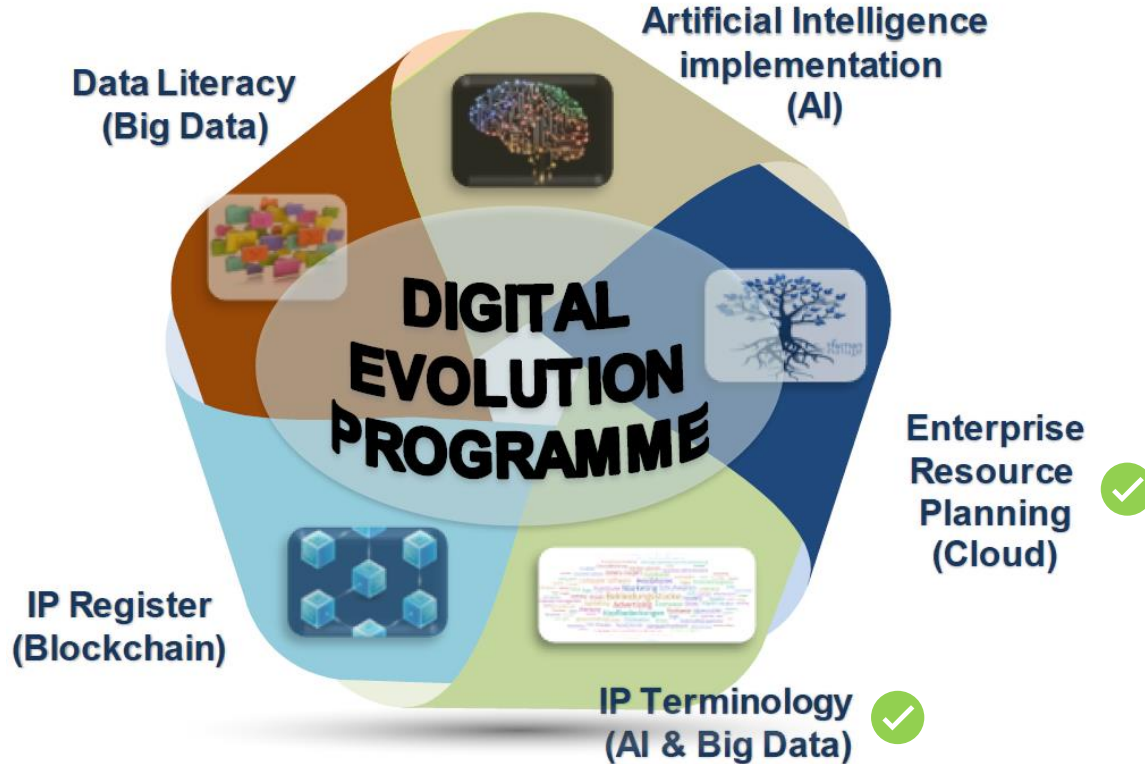 Artificial Intelligence
implementation
(AI)
Data Literacy
(Big Data)
DIGITAL
EVOLUTION
PROGRAMME
Enterprise
Resource
Planning
(Cloud)
IP Register
(Blockchain)
Advertising
IP Terminology
(AI & Big Data)